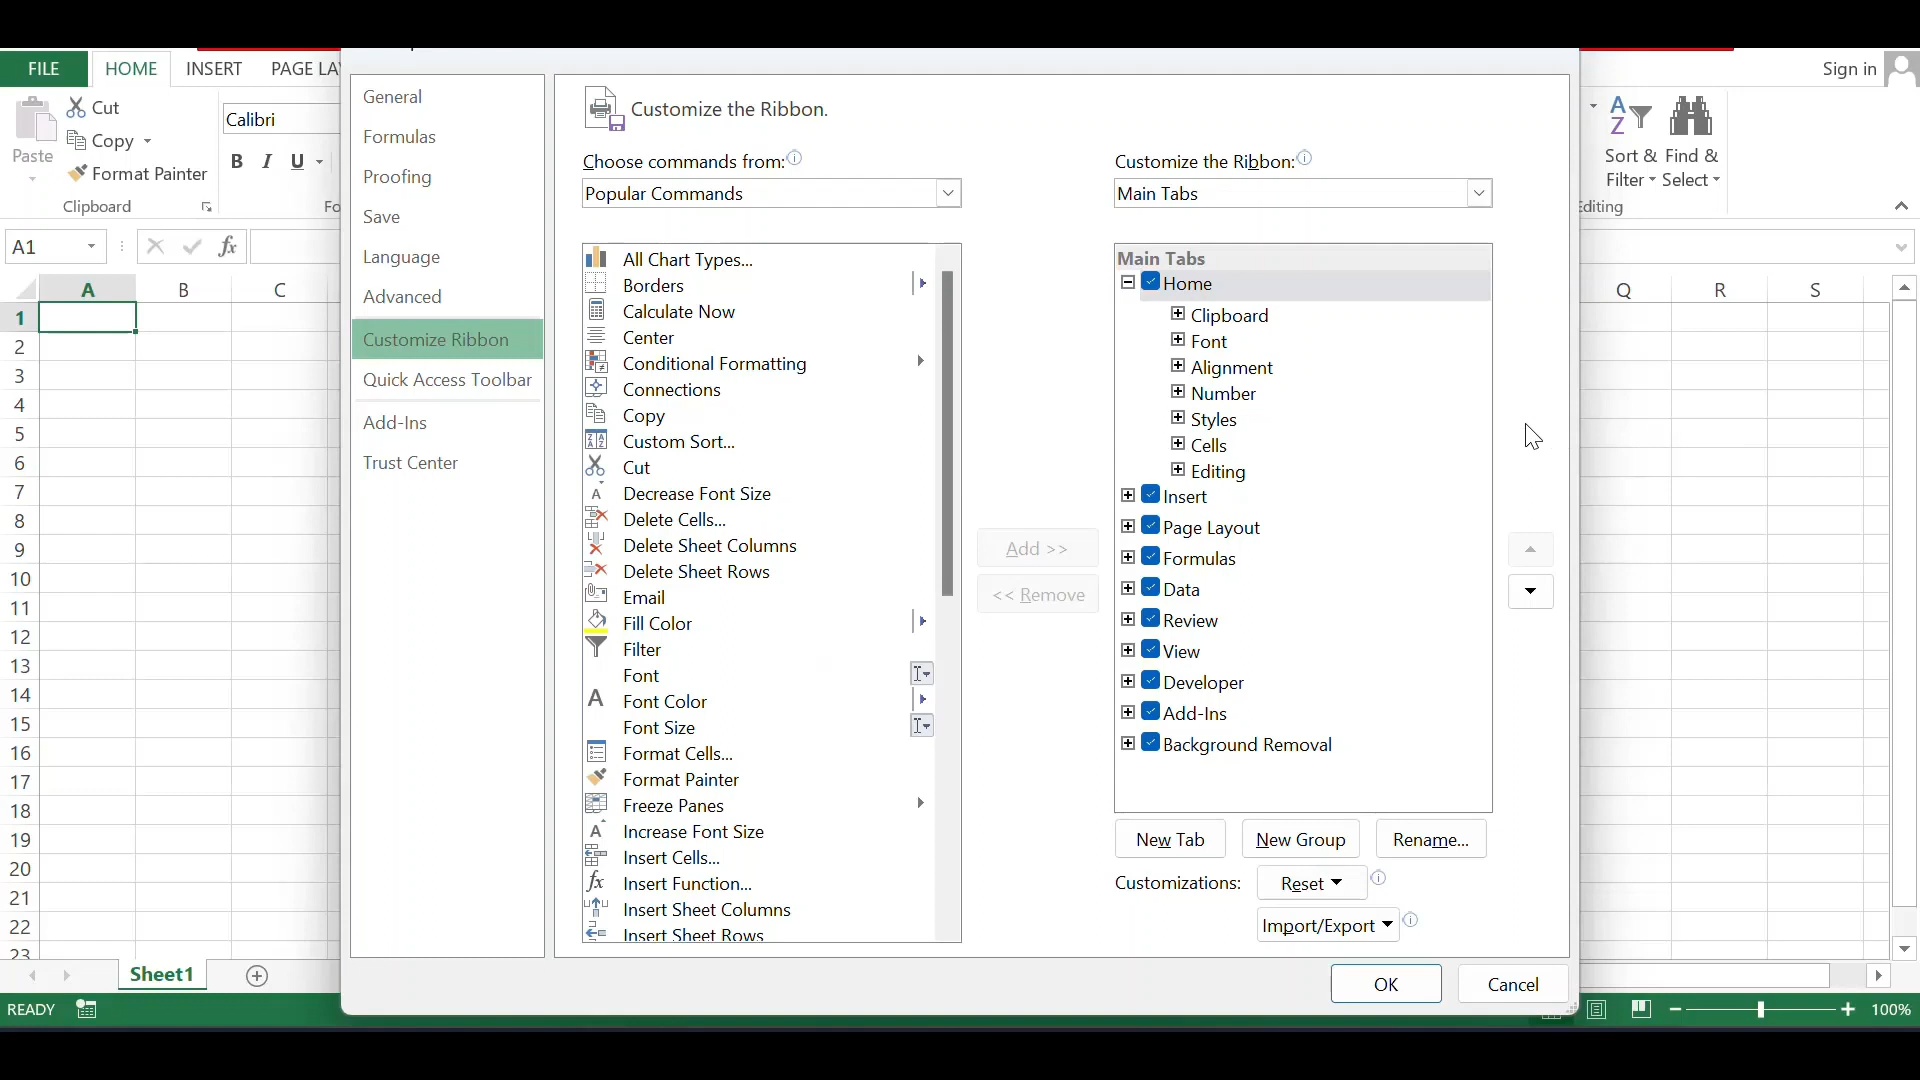 FILE
HOME
INSERT
PAGE LA
Sign in
Cut
Copy
Format Painter
Paste
Clipboard
Calibri
B I U
Fo
Sort & Filter
Find & Select
Editing
A1
fx
A B C
Q R S
1
2
3
4
5
6
7
8
9
10
11
12
13
14
15
16
17
18
19
20
21
22
23
General
Formulas
Proofing
Save
Language
Advanced
Customize Ribbon
Quick Access Toolbar
Add-Ins
Trust Center
Customize the Ribbon.
Choose commands from:
Popular Commands
All Chart Types...
Borders
Calculate Now
Center
Conditional Formatting
Connections
Copy
Custom Sort...
Cut
Decrease Font Size
Delete Cells...
Delete Sheet Columns
Delete Sheet Rows
Email
Fill Color
Filter
Font
Font Color
Font Size
Format Cells...
Format Painter
Freeze Panes
Increase Font Size
Insert Cells...
Insert Function...
Insert Sheet Columns
Insert Sheet Rows
Add >>
<< Remove
Customize the Ribbon:
Main Tabs
Main Tabs
Home
Clipboard
Font
Alignment
Number
Styles
Cells
Editing
Insert
Page Layout
Formulas
Data
Review
View
Developer
Add-Ins
Background Removal
New Tab
New Group
Rename...
Customizations:
Reset
Import/Export
OK
Cancel
Sheet1
READY
100%